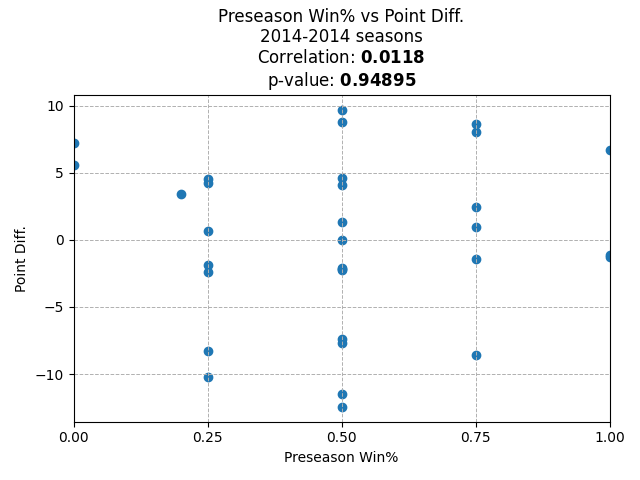 Preseason Win% vs Point Diff.
2014-2014 seasons
Correlation: 0.0118
p-value: 0.94895
Point Diff.
10
5
0
−5
−10
0.00 0.25 0.50 0.75 1.00
Preseason Win%